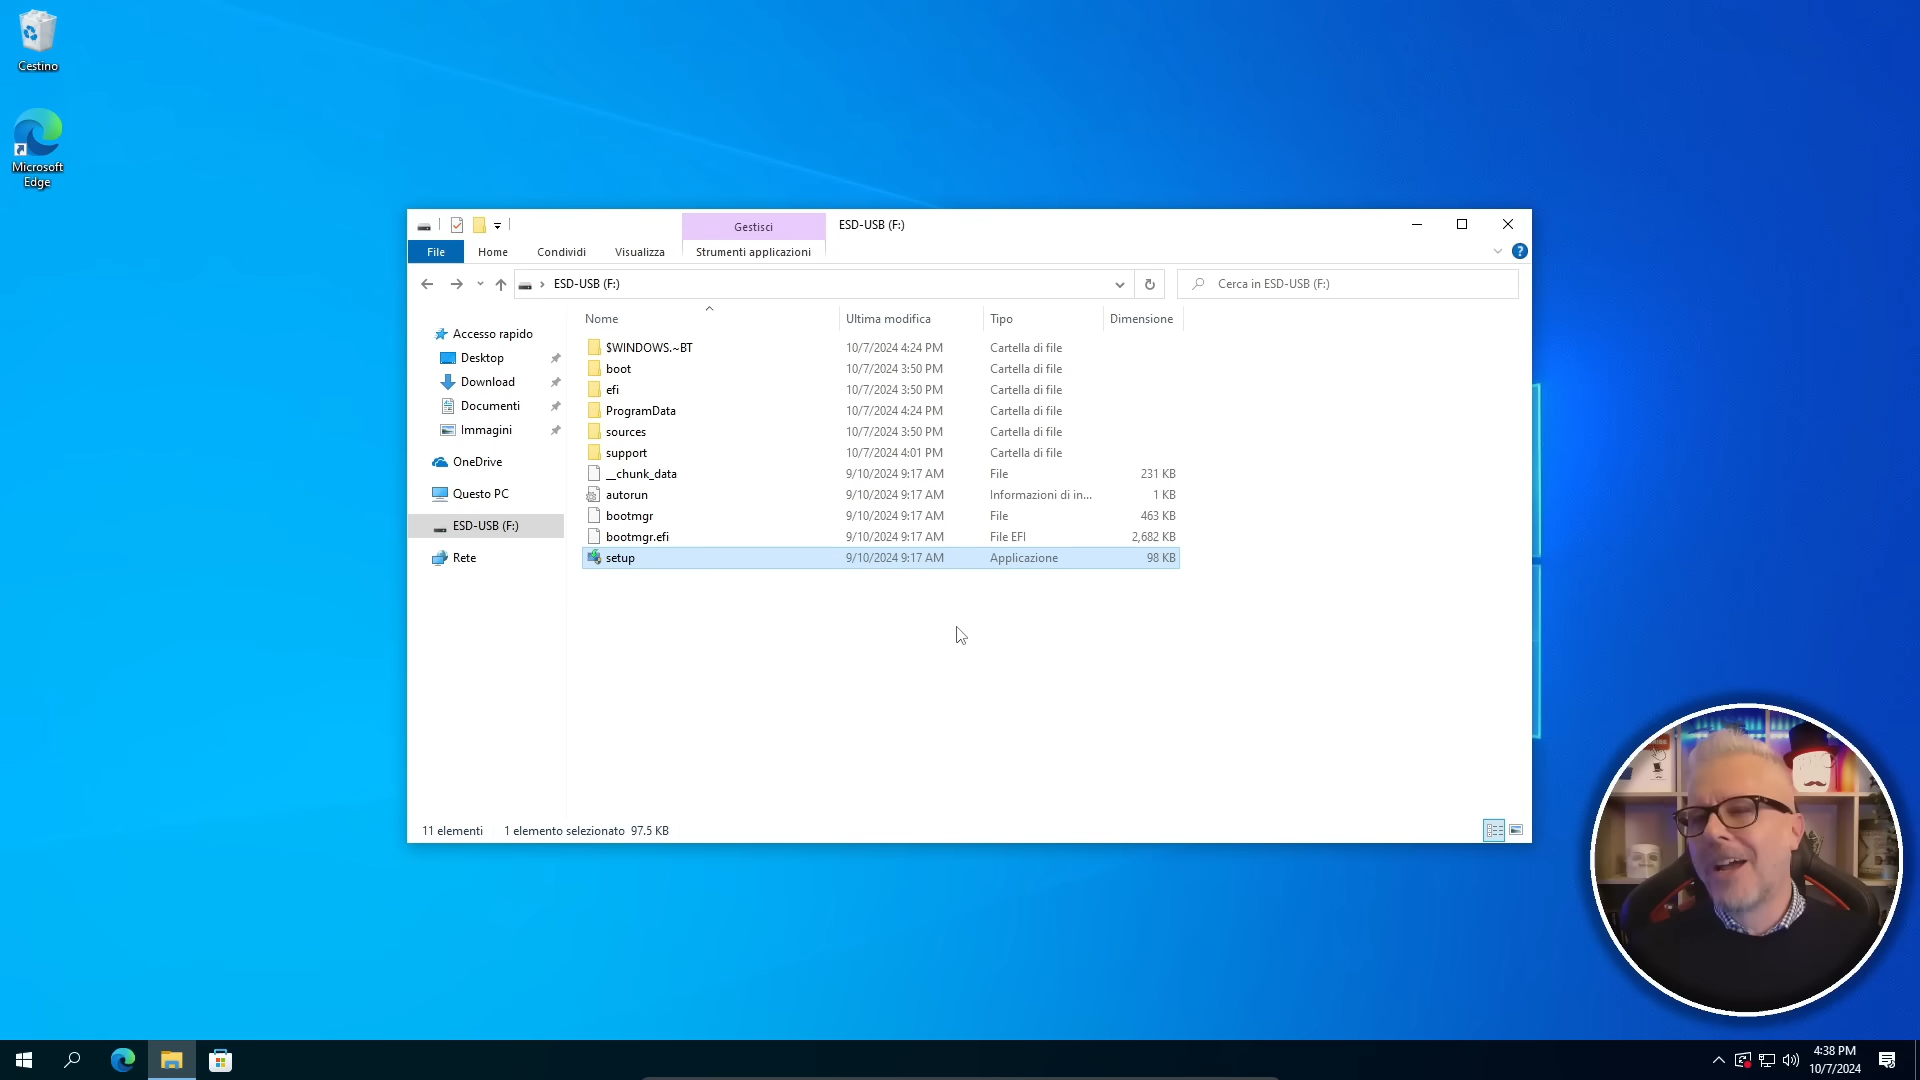 Cestino
Microsoft
Edge
Gestisci
ESD-USB (F:)
File
Home
Condividi
Visualizza
Strumenti applicazioni
ESD-USB (F:)
Cerca in ESD-USB (F:)
Nome
Ultima modifica
Tipo
Dimensione
Accesso rapido
Desktop
Download
Documenti
Immagini
OneDrive
Questo PC
ESD-USB (F:)
Rete
$WINDOWS.~BT 10/7/2024 4:24 PM Cartella di file
boot 10/7/2024 3:50 PM Cartella di file
efi 10/7/2024 3:50 PM Cartella di file
ProgramData 10/7/2024 4:24 PM Cartella di file
sources 10/7/2024 3:50 PM Cartella di file
support 10/7/2024 4:01 PM Cartella di file
__chunk_data 9/10/2024 9:17 AM File 231 KB
autorun 9/10/2024 9:17 AM Informazioni di in... 1 KB
bootmgr 9/10/2024 9:17 AM File 463 KB
bootmgr.efi 9/10/2024 9:17 AM File EFI 2,682 KB
setup 9/10/2024 9:17 AM Applicazione 98 KB
11 elementi 1 elemento selezionato 97.5 KB
4:38 PM
10/7/2024